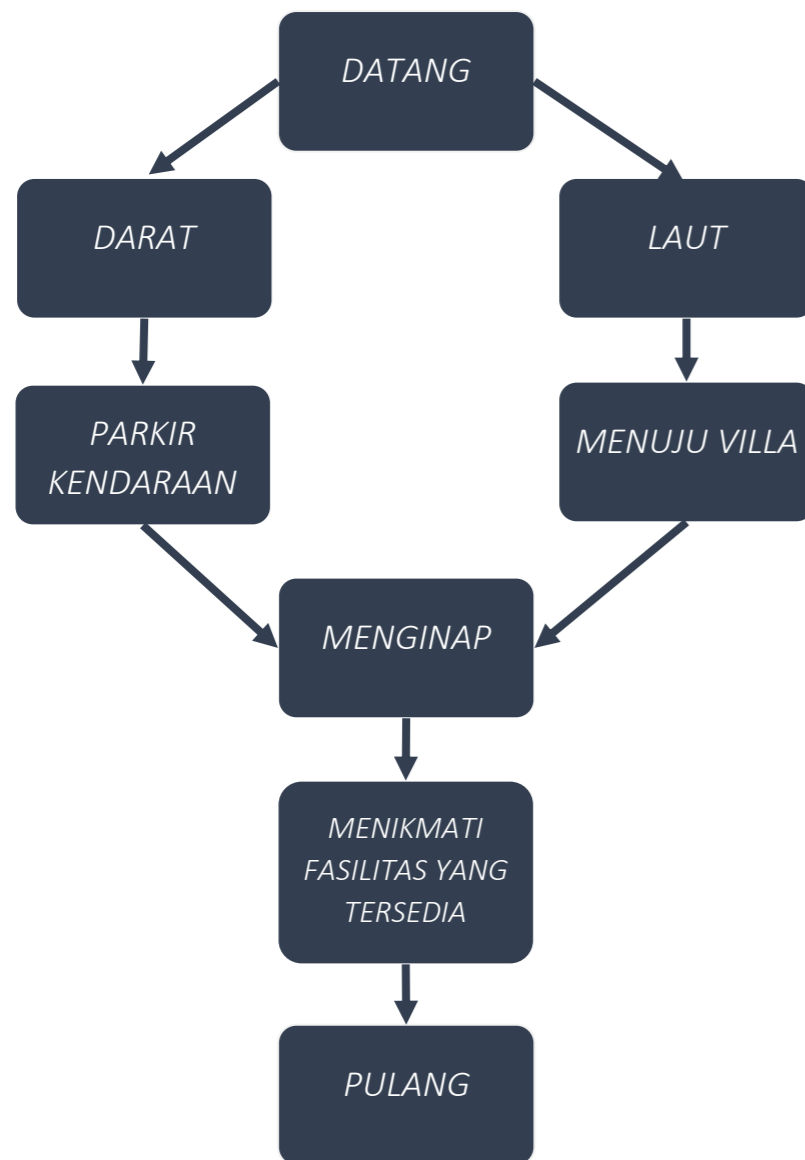 DATANG
DARAT
LAUT
PARKIR
KENDARAAN
MENUJU VILLA
MENGINAP
MENIKMATI
FASILITAS YANG
TERSEDIA
PULANG